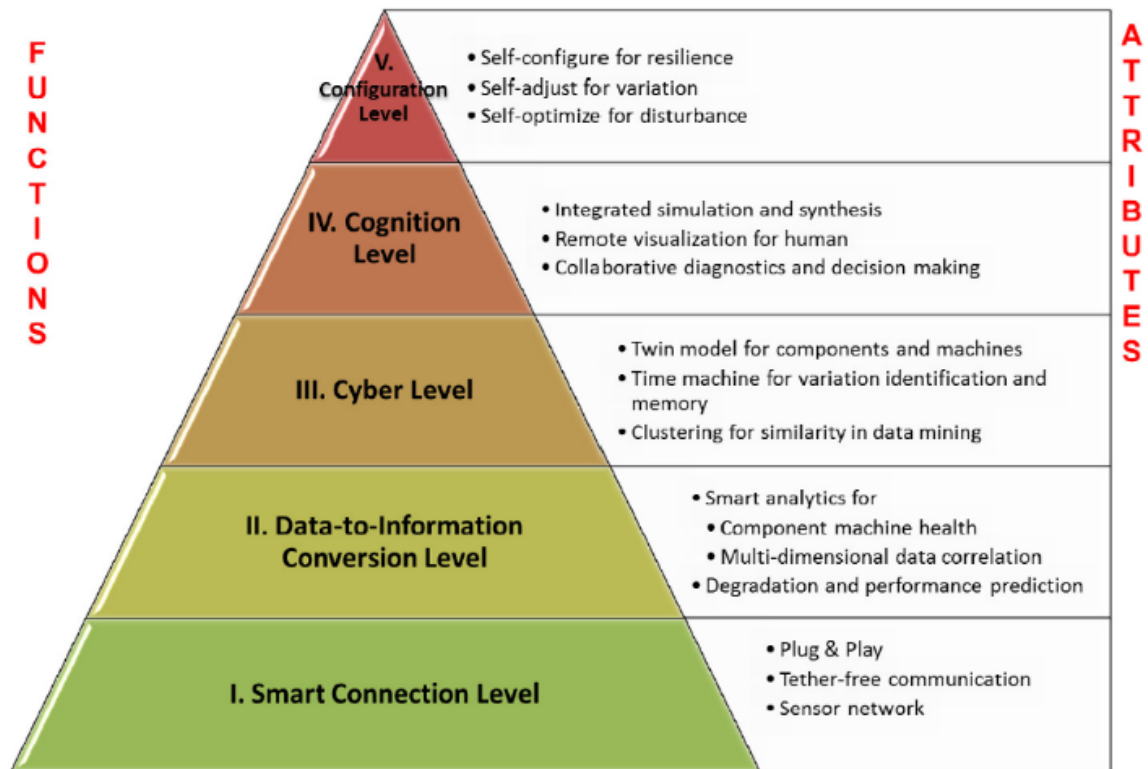 FUNCTIONS
ATTRIBUTES
V.
Configuration
Level
• Self-configure for resilience
• Self-adjust for variation
• Self-optimize for disturbance
IV. Cognition
Level
• Integrated simulation and synthesis
• Remote visualization for human
• Collaborative diagnostics and decision making
III. Cyber Level
• Twin model for components and machines
• Time machine for variation identification and
memory
• Clustering for similarity in data mining
II. Data-to-Information
Conversion Level
• Smart analytics for
• Component machine health
• Multi-dimensional data correlation
• Degradation and performance prediction
I. Smart Connection Level
• Plug & Play
• Tether-free communication
• Sensor network